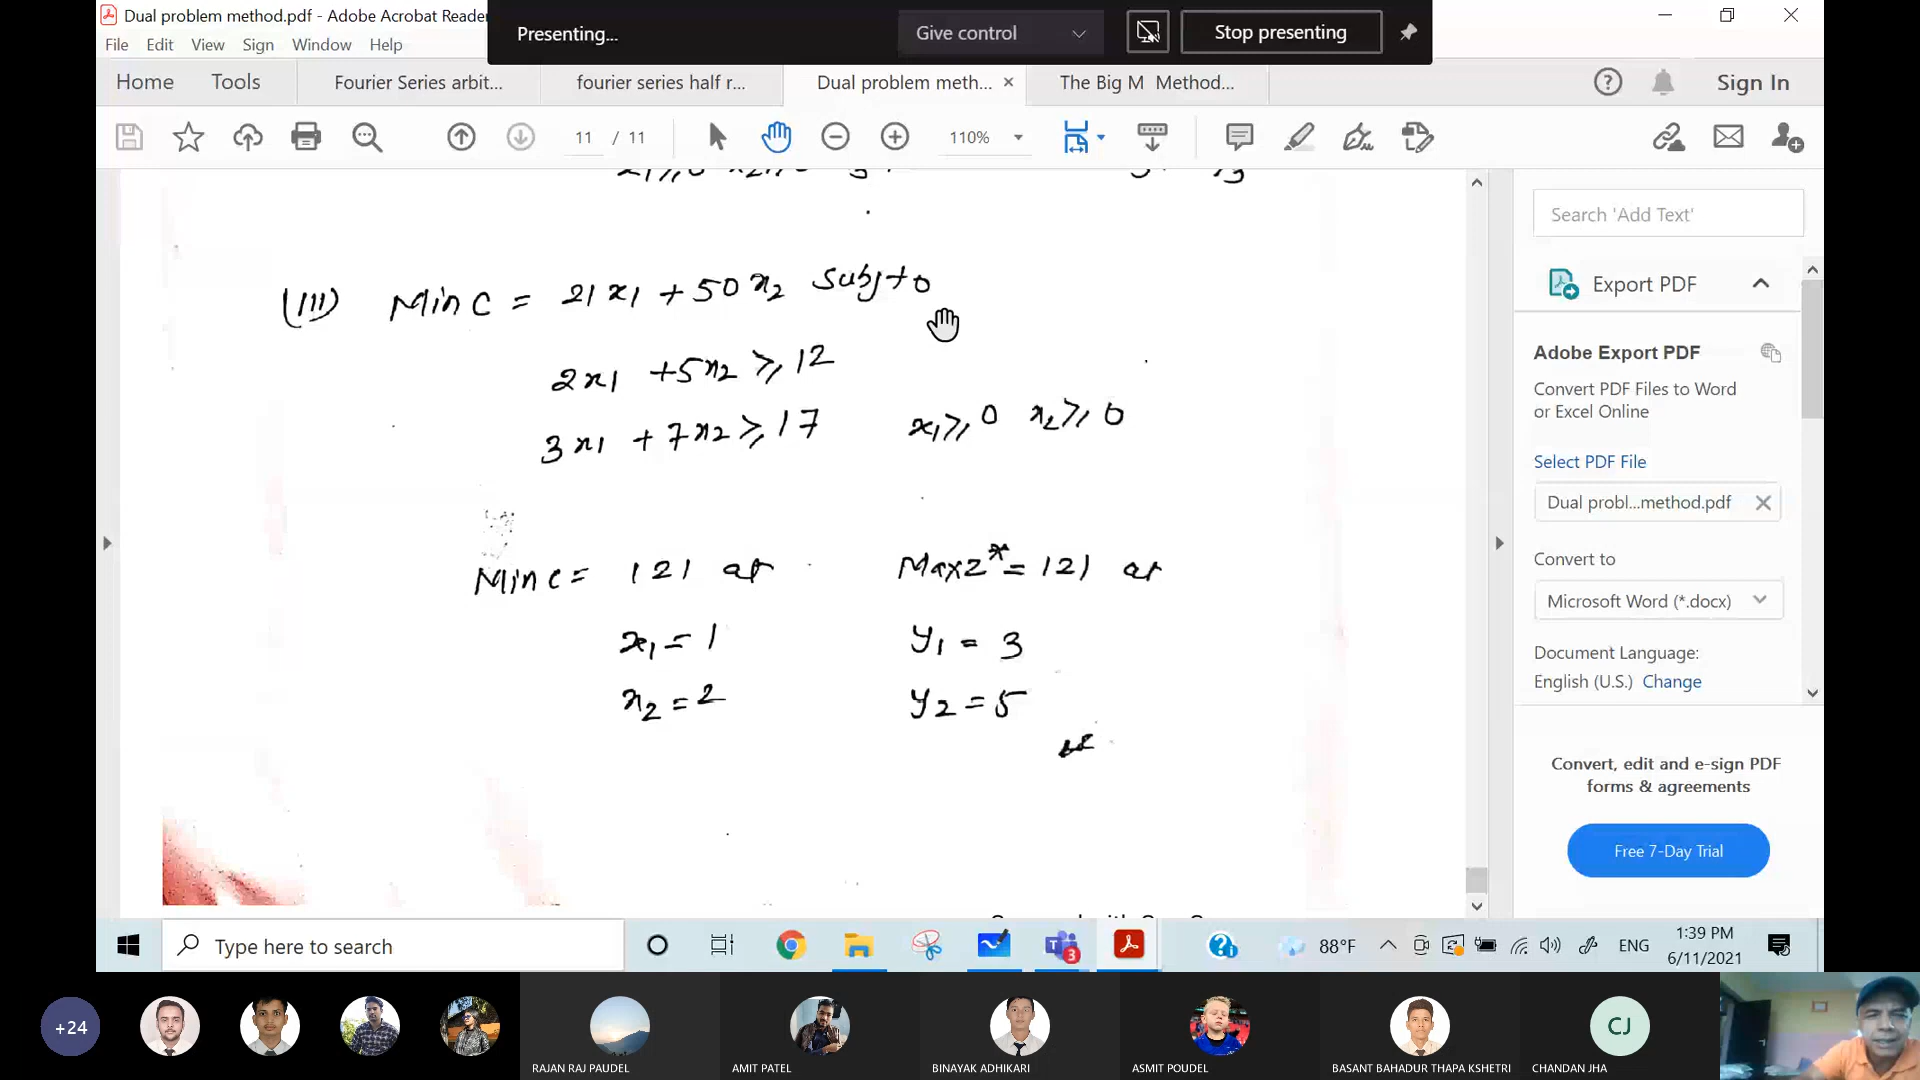 Dual problem method.pdf - Adobe Acrobat Reader
Presenting...
Give control
Stop presenting
File Edit View Sign Window Help
Home Tools Fourier Series arbit... fourier series half r... Dual problem meth... The Big M Method... Sign In
11 / 11 110%
Search 'Add Text'
(III) Min C = 21x1 + 50x2 Subj to
Export PDF
2x1 + 5x2 ⩾ 12
Adobe Export PDF
Convert PDF Files to Word
or Excel Online
3x1 + 7x2 ⩾ 17 x1 ⩾ 0 x2 ⩾ 0
Select PDF File
Dual probl...method.pdf
Convert to
Min C = 121 at Max Z* = 121 at
Microsoft Word (*.docx)
x1 = 1 y1 = 3
Document Language:
English (U.S.) Change
x2 = 2 y2 = 5
Convert, edit and e-sign PDF
forms & agreements
Free 7-Day Trial
Type here to search
3
88°F
ENG
1:39 PM
6/11/2021
+24
CJ
RAJAN RAJ PAUDEL AMIT PATEL BINAYAK ADHIKARI ASMIT POUDEL BASANT BAHADUR THAPA KSHETRI CHANDAN JHA